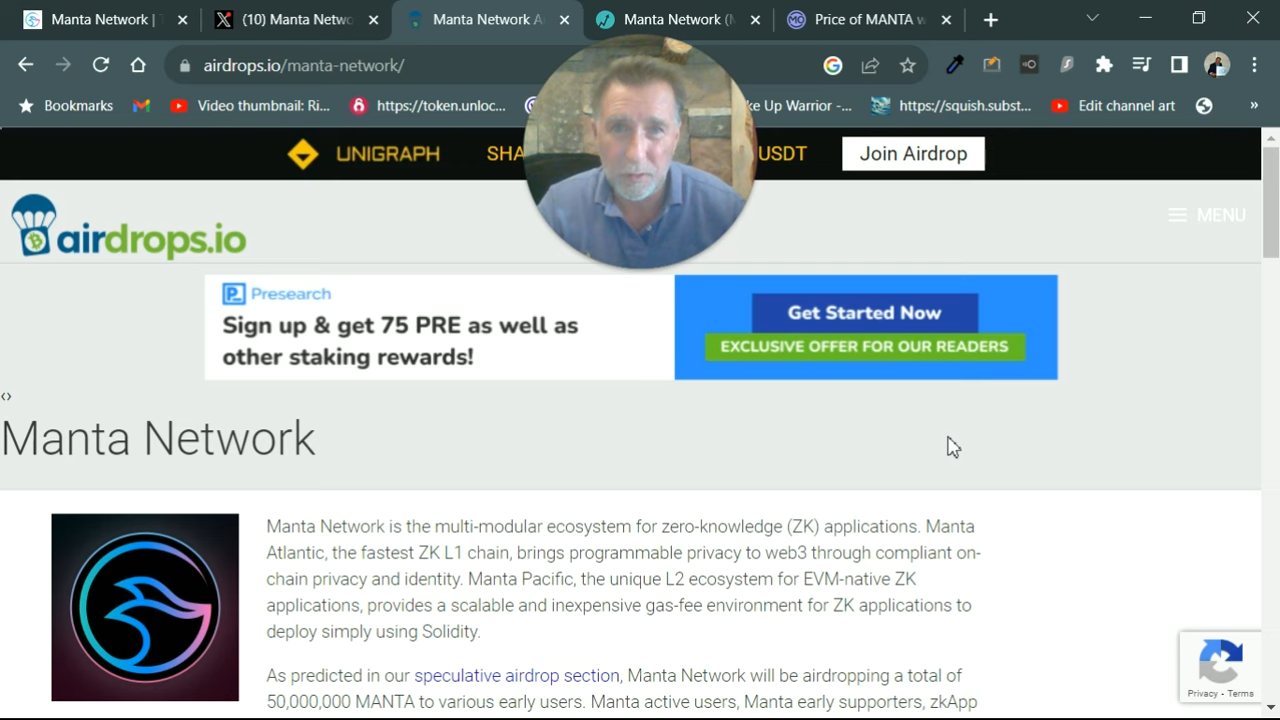 Manta Network |
(10) Manta Netwo
Manta Network A
Manta Network (
Price of MANTA w
airdrops.io/manta-network/
Bookmarks
Video thumbnail: Ri...
https://token.unloc...
ke Up Warrior -...
https://squish.subst...
Edit channel art
»
UNIGRAPH
SHA
USDT
Join Airdrop
airdrops.io
MENU
Presearch
Sign up & get 75 PRE as well as
other staking rewards!
Get Started Now
EXCLUSIVE OFFER FOR OUR READERS
‹›
Manta Network
Manta Network is the multi-modular ecosystem for zero-knowledge (ZK) applications. Manta
Atlantic, the fastest ZK L1 chain, brings programmable privacy to web3 through compliant on-
chain privacy and identity. Manta Pacific, the unique L2 ecosystem for EVM-native ZK
applications, provides a scalable and inexpensive gas-fee environment for ZK applications to
deploy simply using Solidity.
As predicted in our speculative airdrop section, Manta Network will be airdropping a total of
50,000,000 MANTA to various early users. Manta active users, Manta early supporters, zkApp
Privacy - Terms